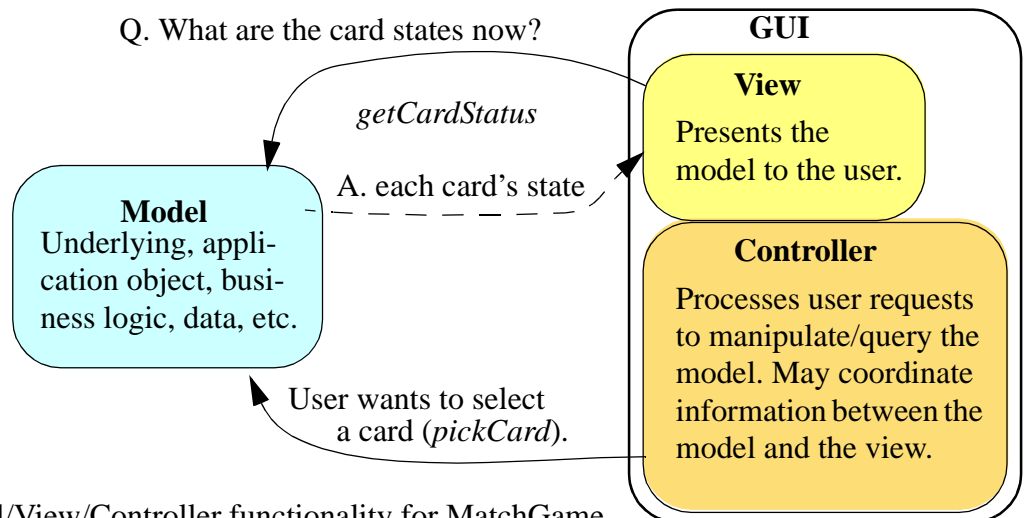 Q. What are the card states now?
GUI
View
Presents the
model to the user.
getCardStatus
A. each card's state
Model
Underlying, appli-
cation object, busi-
ness logic, data, etc.
Controller
Processes user requests
to manipulate/query the
model. May coordinate
information between the
model and the view.
User wants to select
a card (pickCard).
/View/Controller functionality for MatchGame